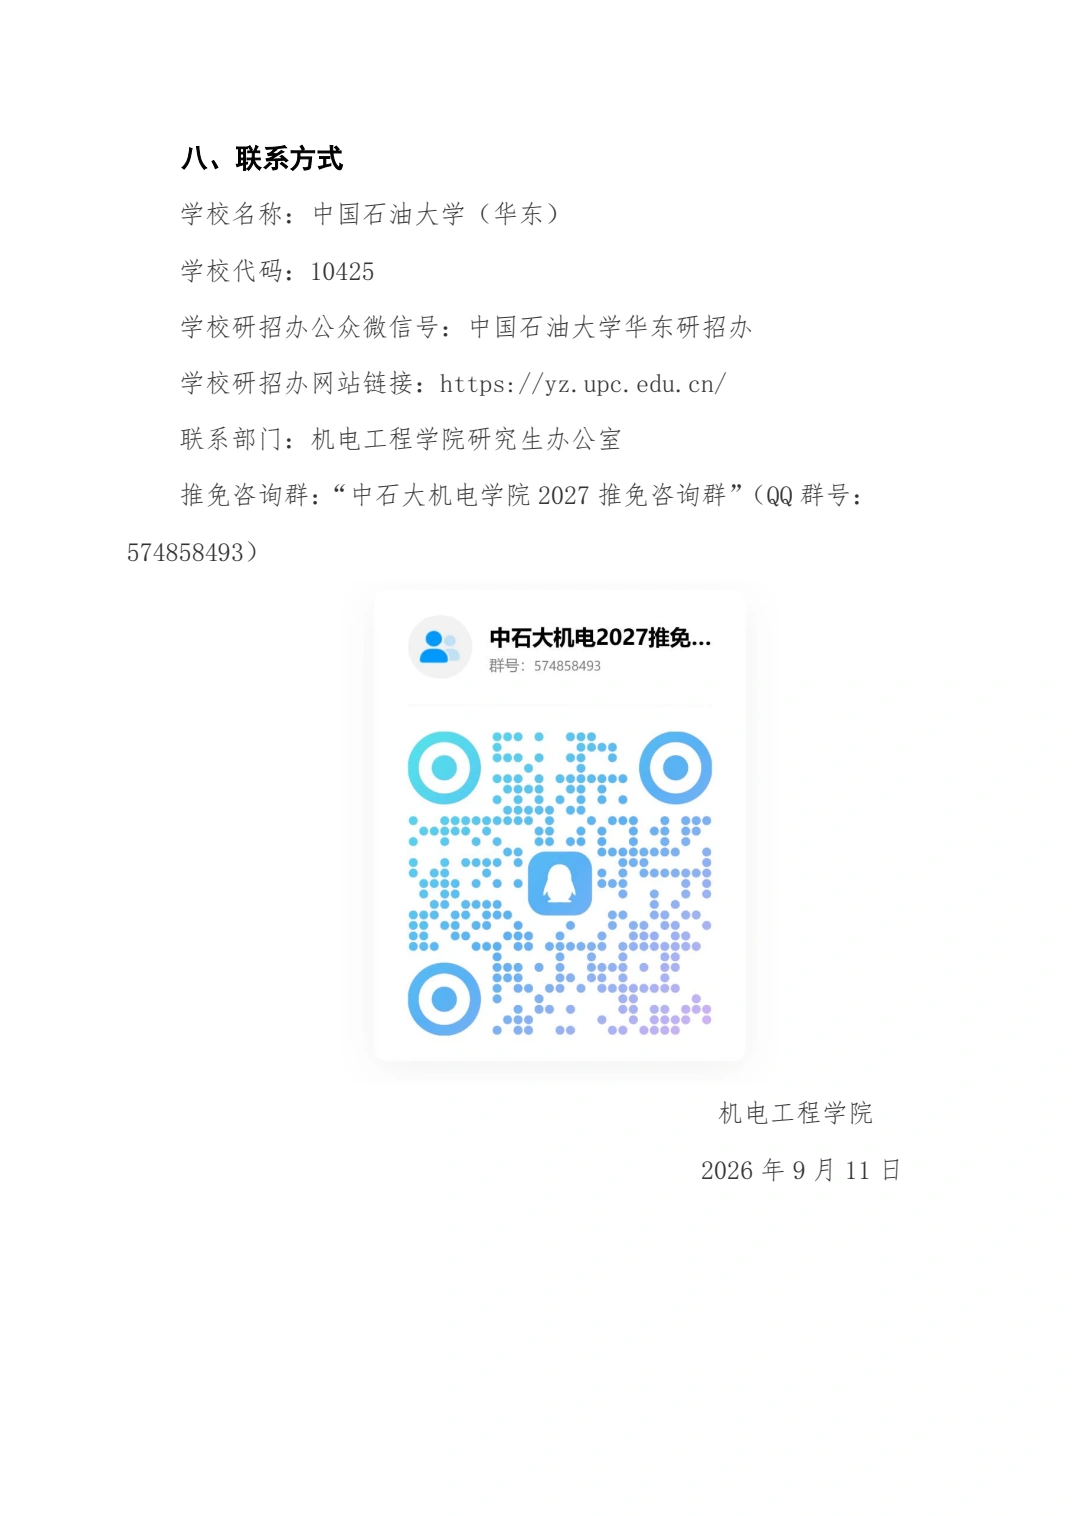 八、联系方式
学校名称：中国石油大学（华东）
学校代码：10425
学校研招办公众微信号：中国石油大学华东研招办
学校研招办网站链接：https://yz.upc.edu.cn/
联系部门：机电工程学院研究生办公室
推免咨询群：“中石大机电学院 2027 推免咨询群”（QQ 群号：
574858493）
中石大机电2027推免...
群号：574858493
机电工程学院
2026 年 9 月 11 日